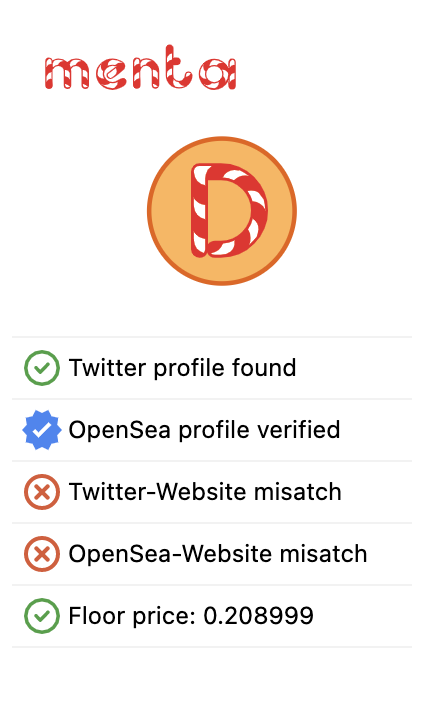 menta
D
Twitter profile found
OpenSea profile verified
Twitter-Website misatch
OpenSea-Website misatch
Floor price: 0.208999